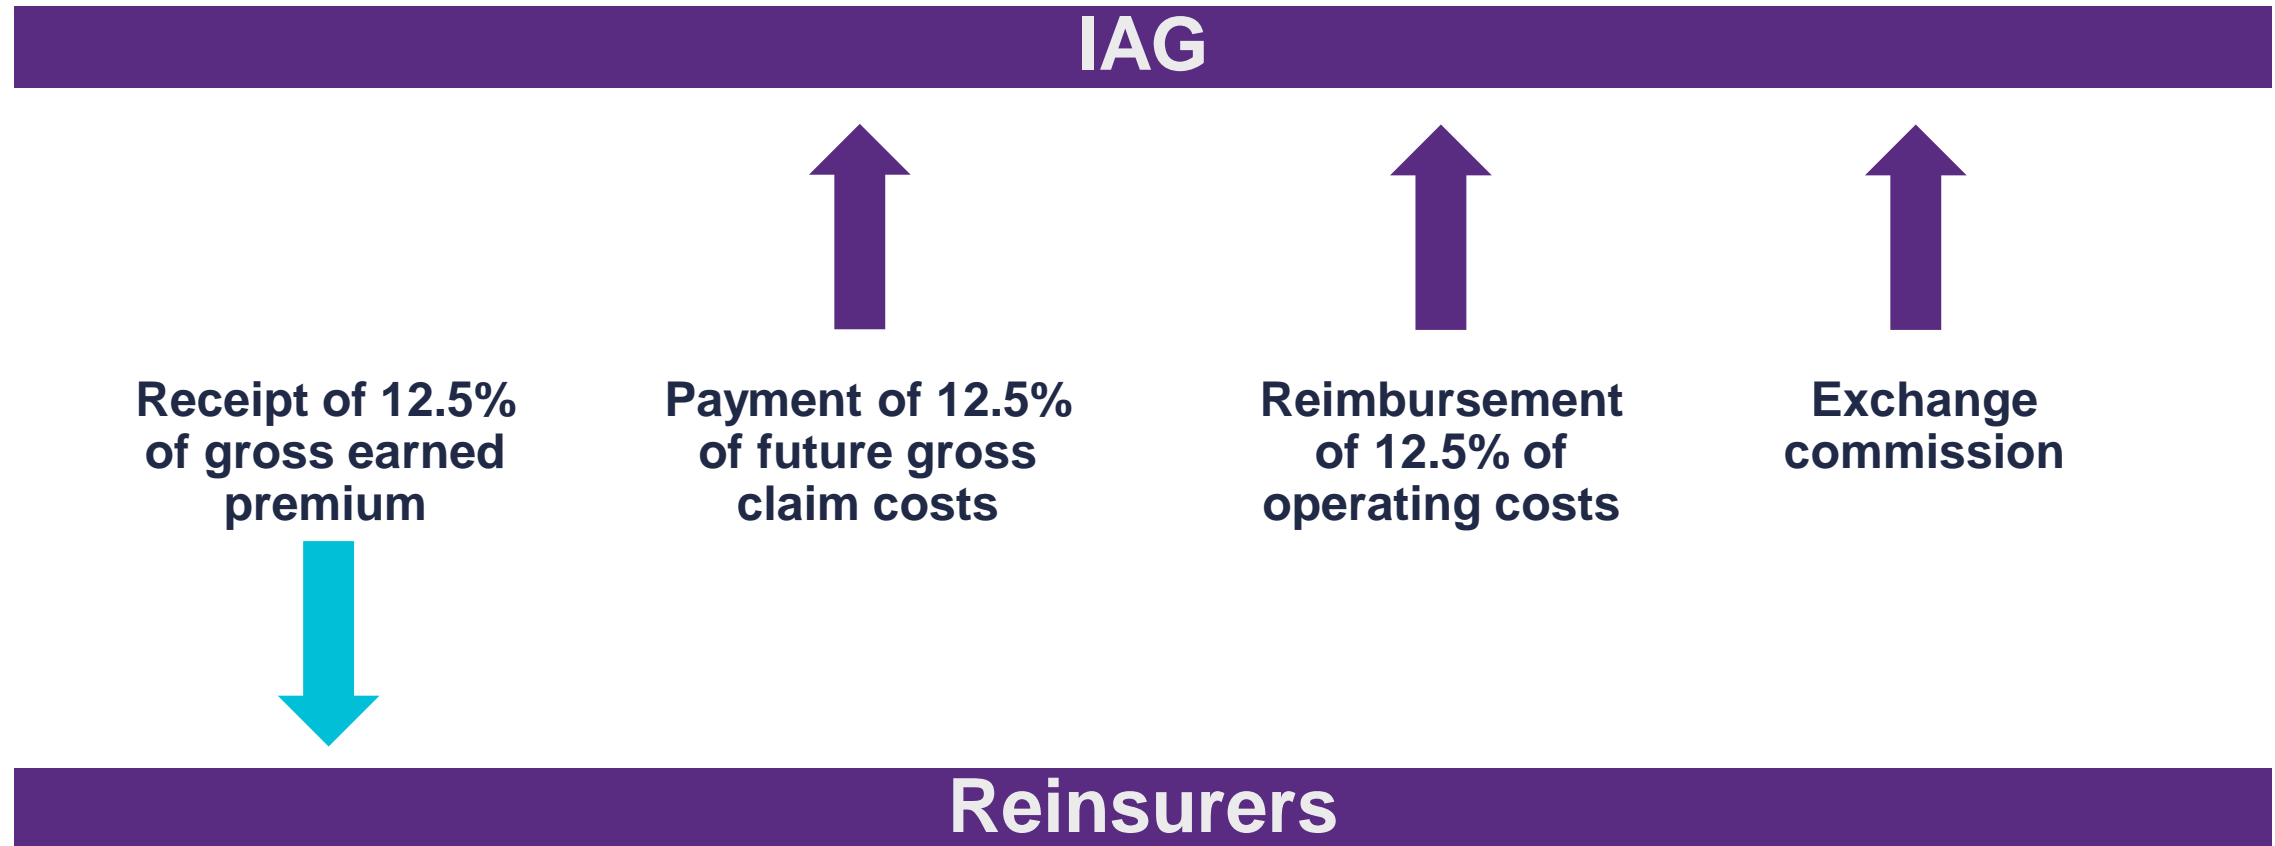 IAG
Receipt of 12.5%
of gross earned
premium
Payment of 12.5%
of future gross
claim costs
Reimbursement
of 12.5% of
operating costs
Exchange
commission
Reinsurers